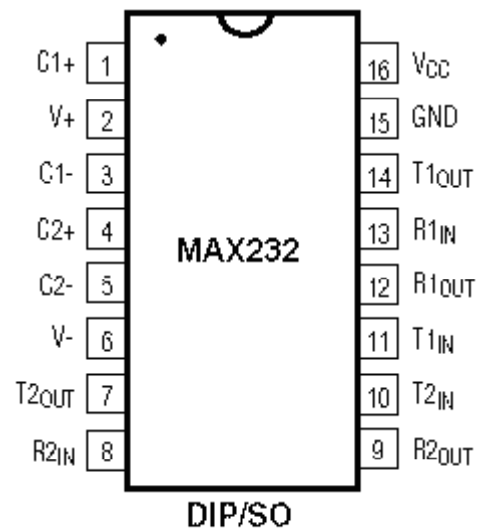 C1+ 1 16 VCC
V+ 2 15 GND
C1- 3 14 T1OUT
C2+ 4 13 R1IN
MAX232
C2- 5 12 R1OUT
V- 6 11 T1IN
T2OUT 7 10 T2IN
R2IN 8 9 R2OUT
DIP/SO